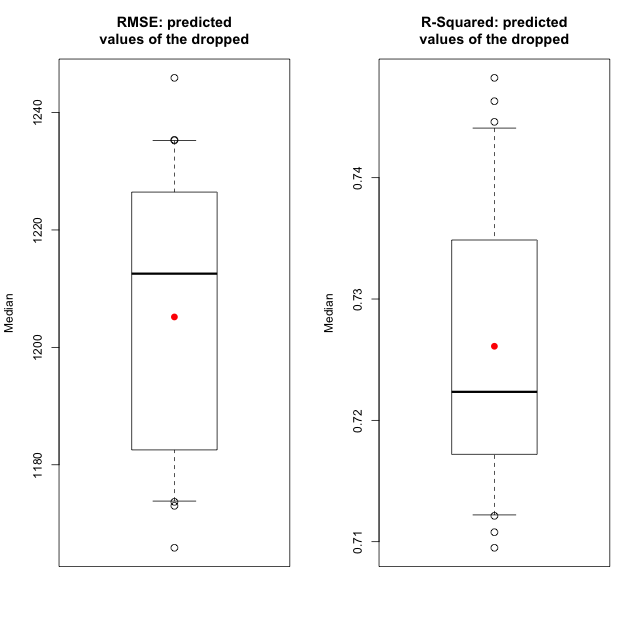 RMSE: predicted
values of the dropped
Median
1240
1220
1200
1180
R-Squared: predicted
values of the dropped
Median
0.74
0.73
0.72
0.71